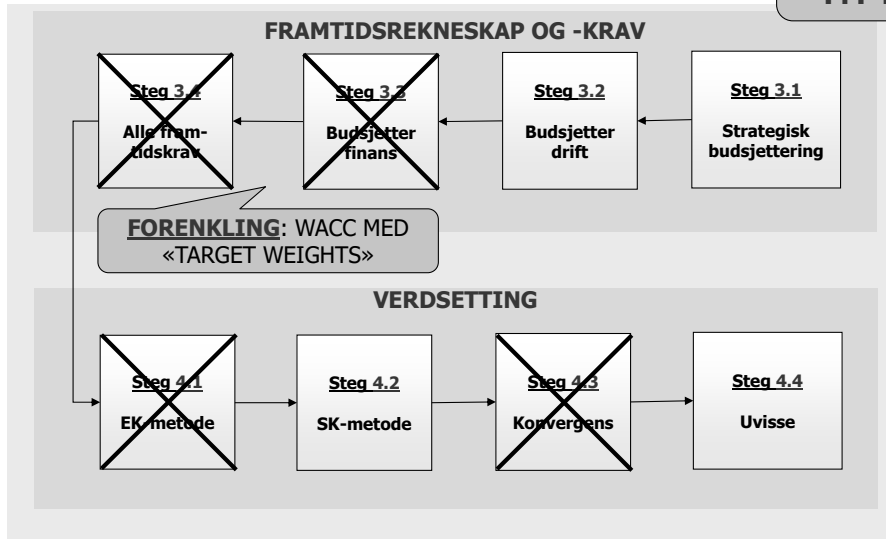 FRAMTIDSREKNESKAP OG -KRAV
Steg 3.4
Alle fram-
tidskrav
Steg 3.3
Budsjetter
finans
Steg 3.2
Budsjetter
drift
Steg 3.1
Strategisk
budsjettering
FORENKLING: WACC MED
«TARGET WEIGHTS»
VERDSETTING
Steg 4.1
EK-metode
Steg 4.2
SK-metode
Steg 4.3
Konvergens
Steg 4.4
Uvisse